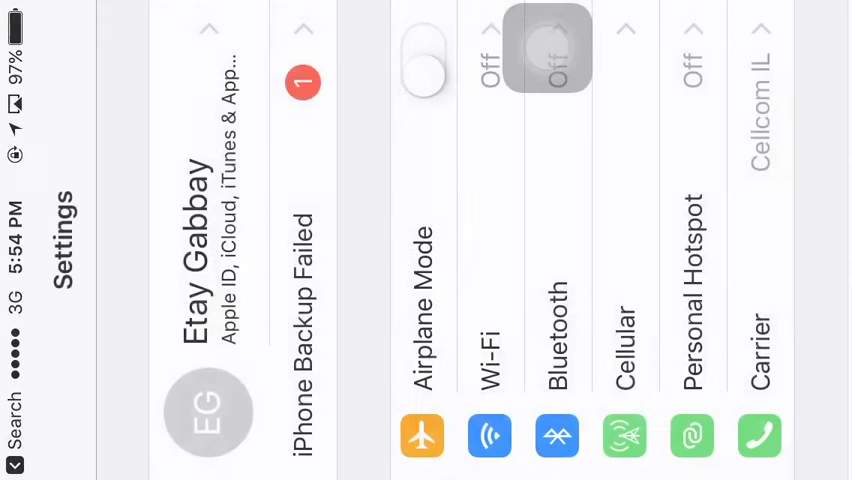 Search 3G 5:54 PM 97%
Settings
EG
Etay Gabbay
Apple ID, iCloud, iTunes & App...
iPhone Backup Failed 1
Airplane Mode
Wi-Fi Off
Bluetooth Off
Cellular
Personal Hotspot Off
Carrier Cellcom IL